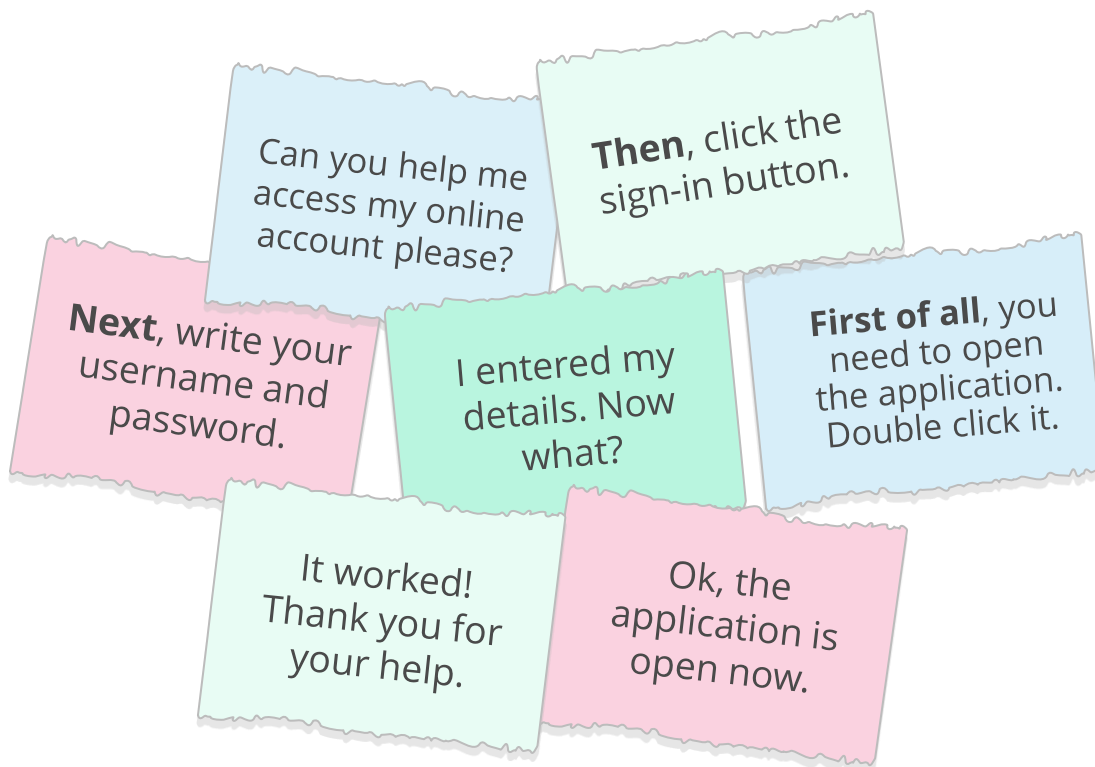 Can you help me
access my online
account please?
Then, click the
sign-in button.
Next, write your
username and
password.
I entered my
details. Now
what?
First of all, you
need to open
the application.
Double click it.
It worked!
Thank you for
your help.
Ok, the
application is
open now.